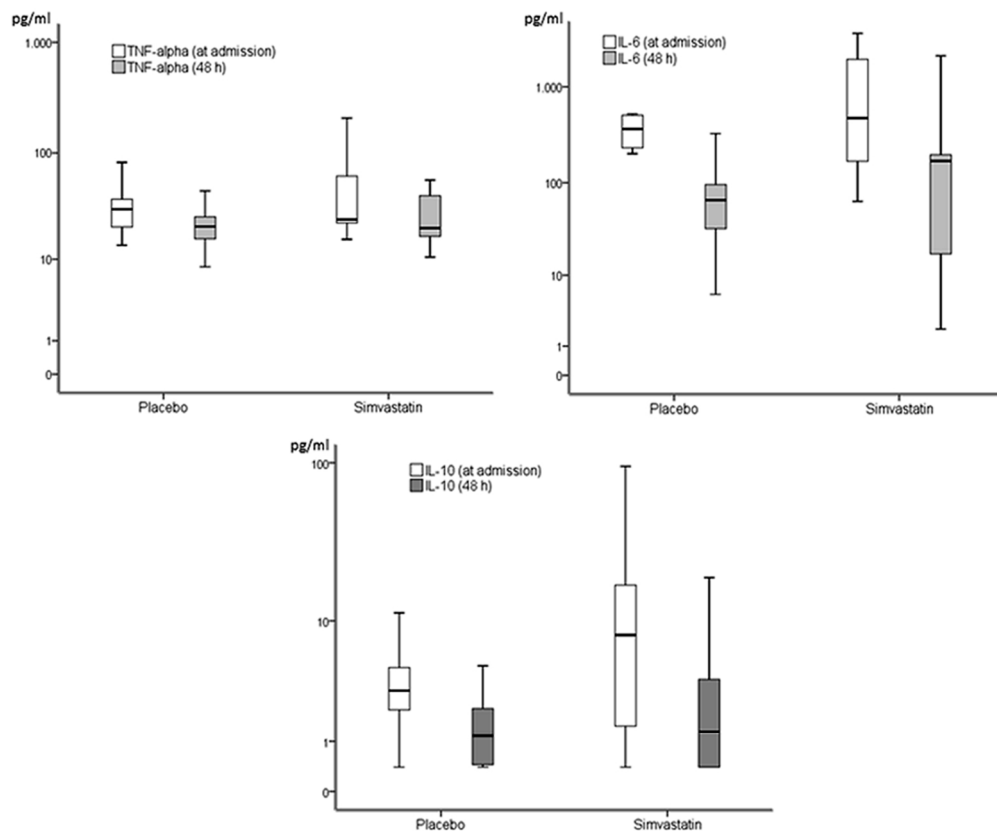 pg/ml
1.000
100
10
1
0
TNF-alpha (at admission)
TNF-alpha (48 h)
Placebo
Simvastatin
pg/ml
1.000
100
10
1
0
IL-6 (at admission)
IL-6 (48 h)
Placebo
Simvastatin
pg/ml
100
10
1
0
IL-10 (at admission)
IL-10 (48 h)
Placebo
Simvastatin